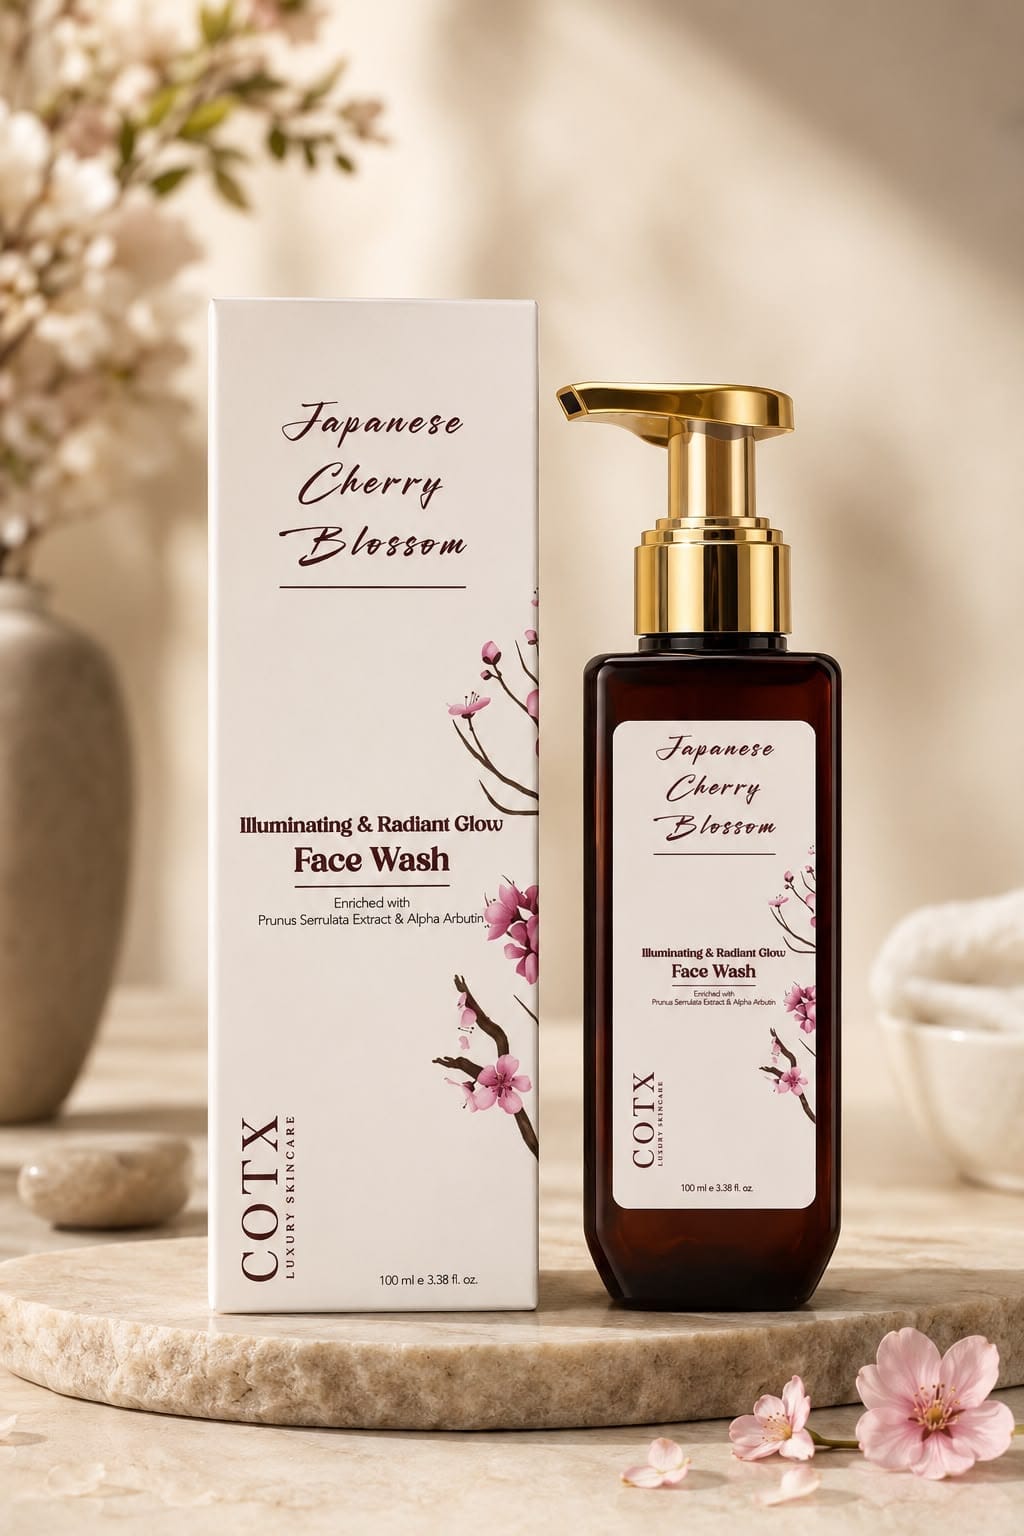 Japanese
Cherry
Blossom
Illuminating & Radiant Glow
Face Wash
Enriched with
Prunus Serrulata Extract & Alpha Arbutin
COTX
LUXURY SKINCARE
100 ml e 3.38 fl. oz.
Japanese
Cherry
Blossom
Illuminating & Radiant Glow
Face Wash
Enriched with
Prunus Serrulata Extract & Alpha Arbutin
COTX
LUXURY SKINCARE
100 ml e 3.38 fl. oz.